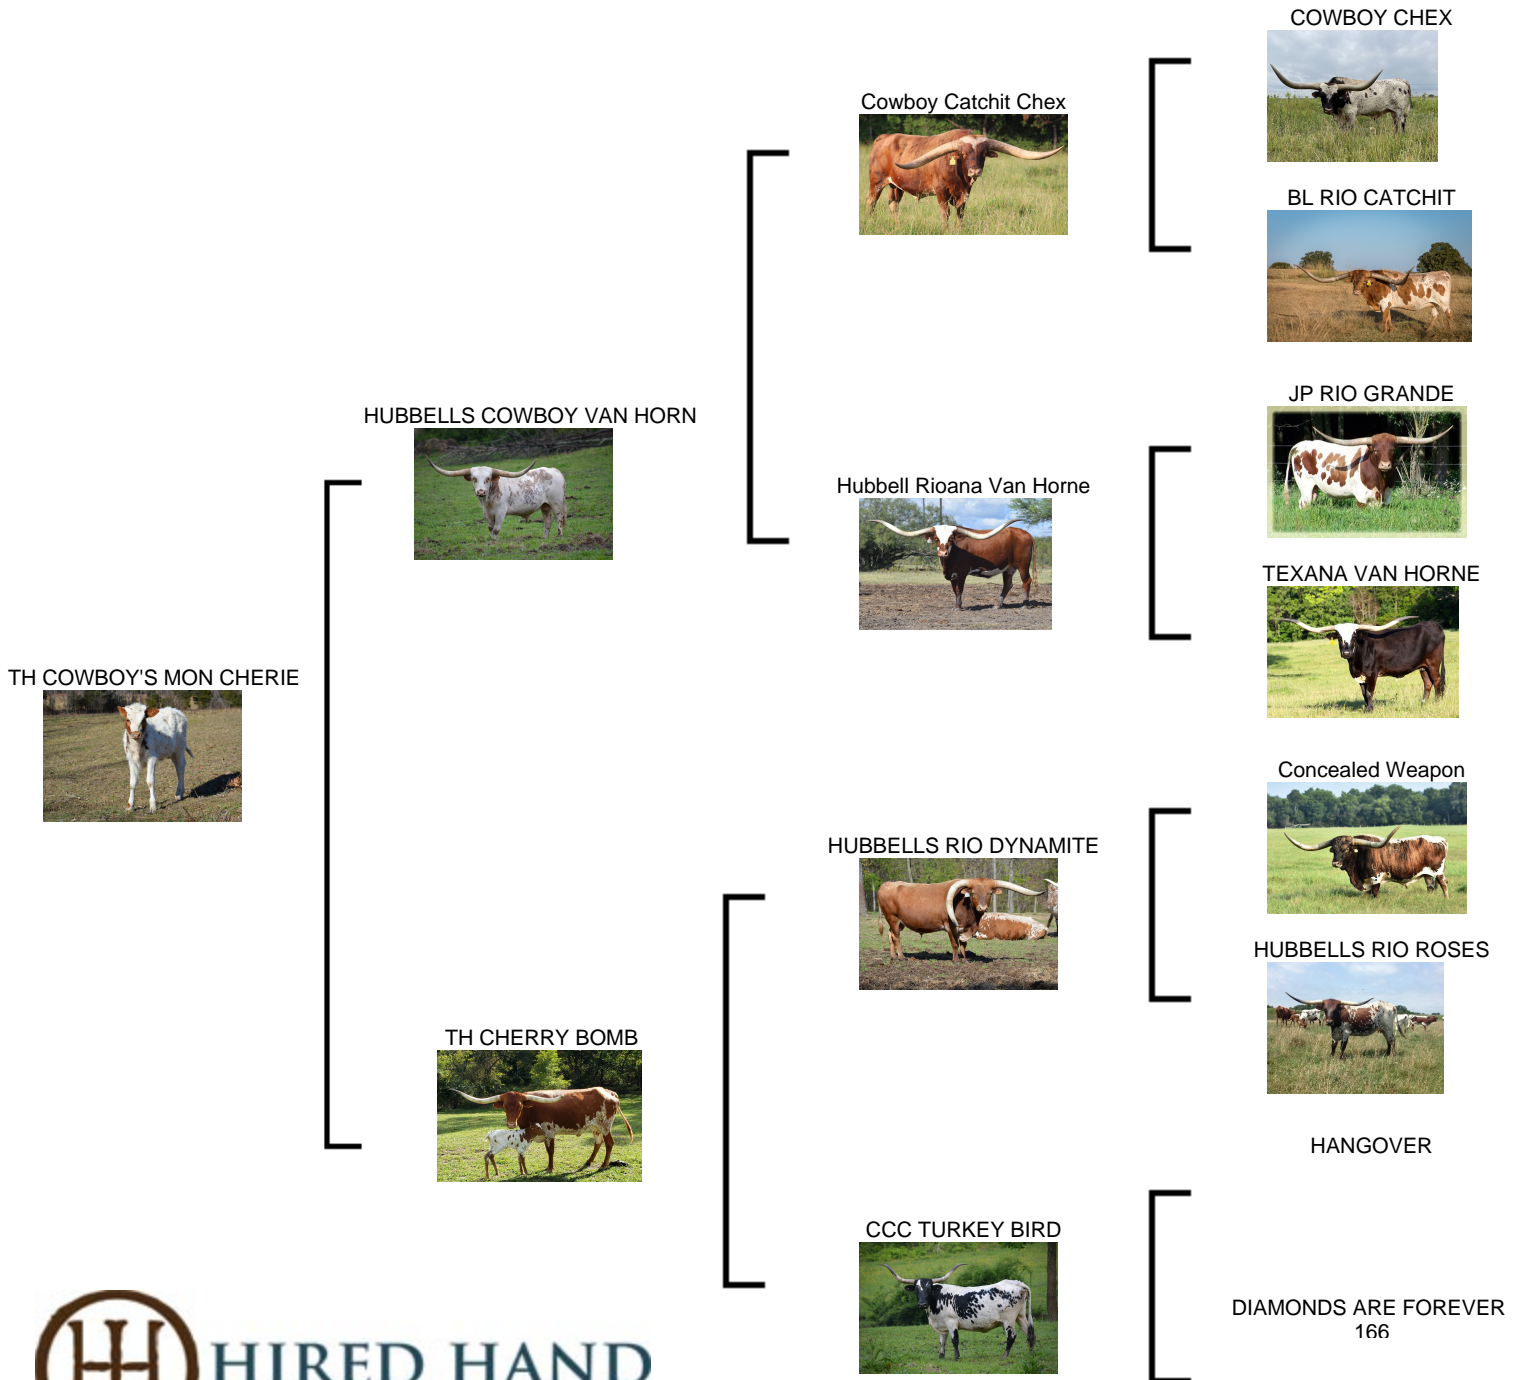 COWBOY CHEX
Cowboy Catchit Chex
BL RIO CATCHIT
HUBBELLS COWBOY VAN HORN
JP RIO GRANDE
Hubbell Rioana Van Horne
TEXANA VAN HORNE
TH COWBOY'S MON CHERIE
Concealed Weapon
HUBBELLS RIO DYNAMITE
HUBBELLS RIO ROSES
TH CHERRY BOMB
HANGOVER
CCC TURKEY BIRD
DIAMONDS ARE FOREVER
166
HIRED HAND